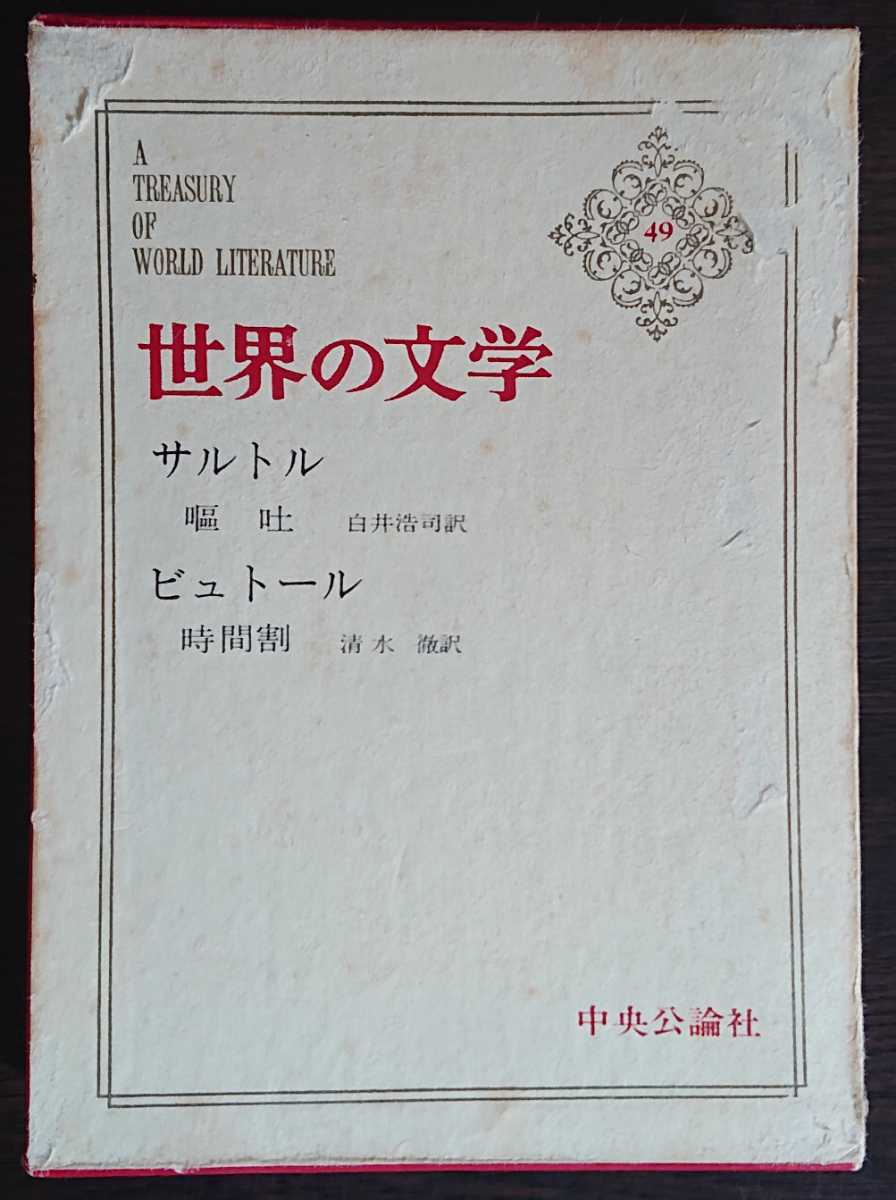 A
TREASURY
OF
WORLD LITERATURE
49
世界の文学
サルトル
嘔吐 白井浩司訳
ビュトール
時間割 清水徹訳
中央公論社